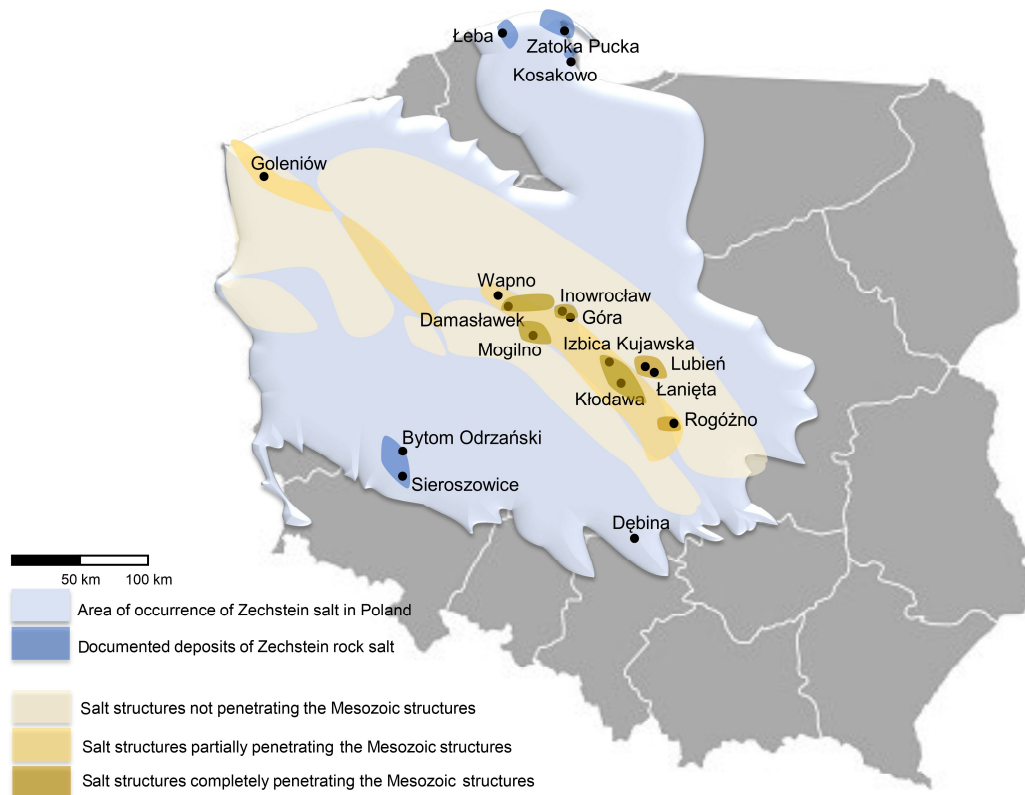 Łeba
Zatoka Pucka
Kosakowo
Goleniów
Wapno
Inowrocław
Damasławek
Góra
Mogilno
Izbica Kujawska
Lubień
Łanięta
Kłodawa
Rogóźno
Bytom Odrzański
Sieroszowice
Dębina
50 km
100 km
Area of occurrence of Zechstein salt in Poland
Documented deposits of Zechstein rock salt
Salt structures not penetrating the Mesozoic structures
Salt structures partially penetrating the Mesozoic structures
Salt structures completely penetrating the Mesozoic structures